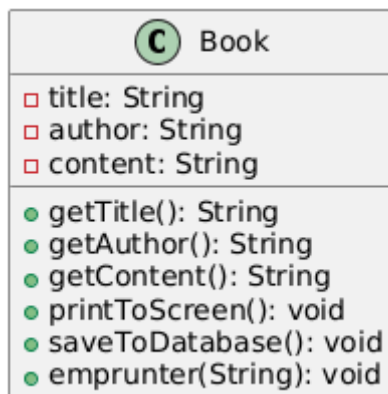 C Book
title: String
author: String
content: String
getTitle(): String
getAuthor(): String
getContent(): String
printToScreen(): void
saveToDatabase(): void
emprunter(String): void